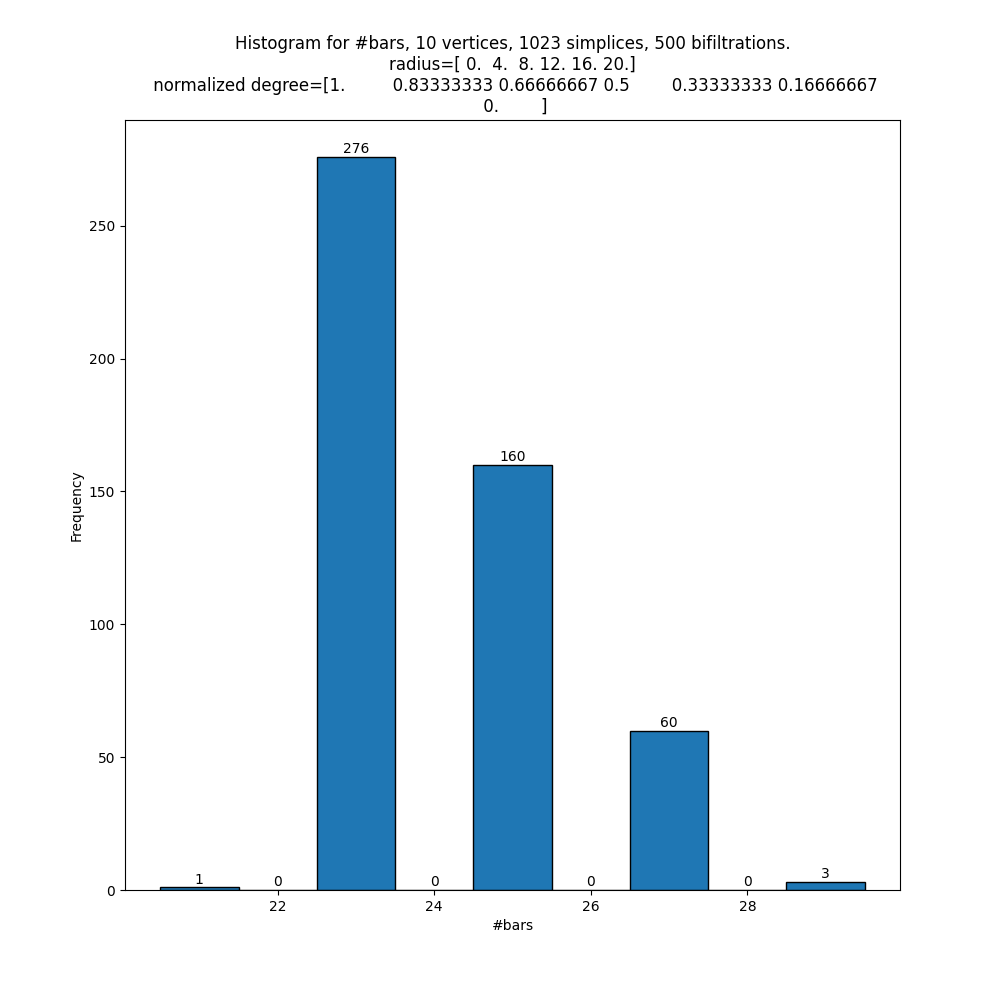 Histogram for #bars, 10 vertices, 1023 simplices, 500 bifiltrations.
radius=[ 0.  4.  8. 12. 16. 20.]
normalized degree=[1.         0.83333333 0.66666667 0.5        0.33333333 0.16666667
0.        ]
276
250
200
160
Frequency
150
100
60
50
1 0 0 0 0 3
0
22 24 26 28
#bars